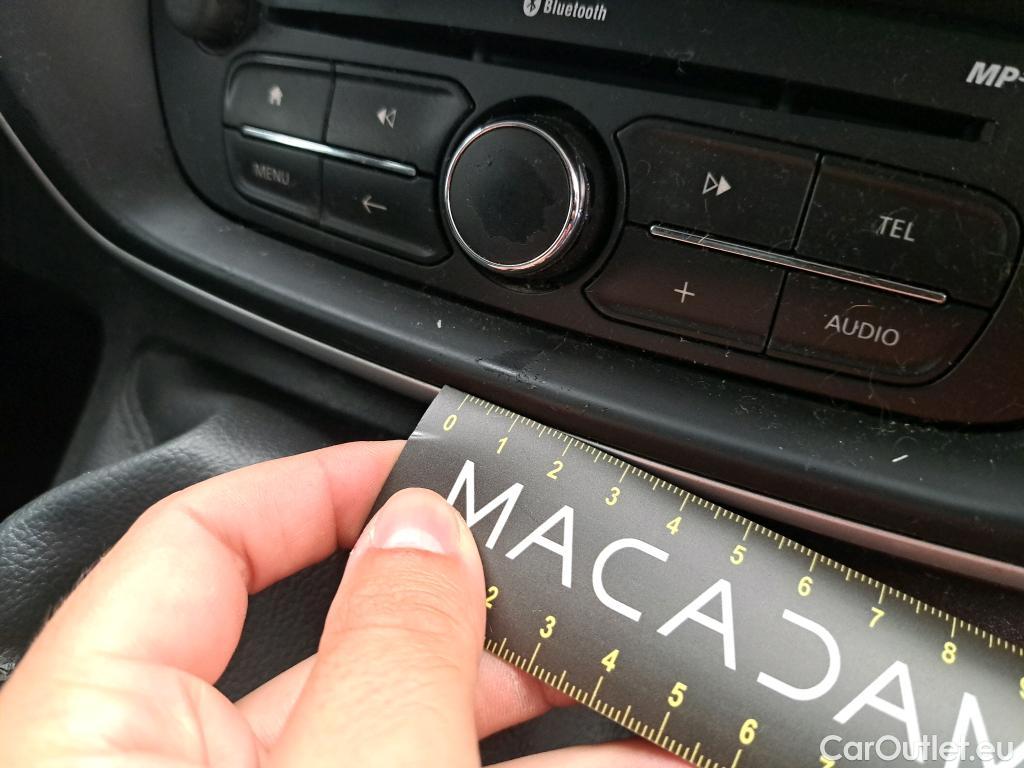 Bluetooth
MP
MENU
TEL
+
AUDIO
0 1 2 3 4 5 6 7 8
MACADAM
2 3 4 5 6
CarOutlet.eu